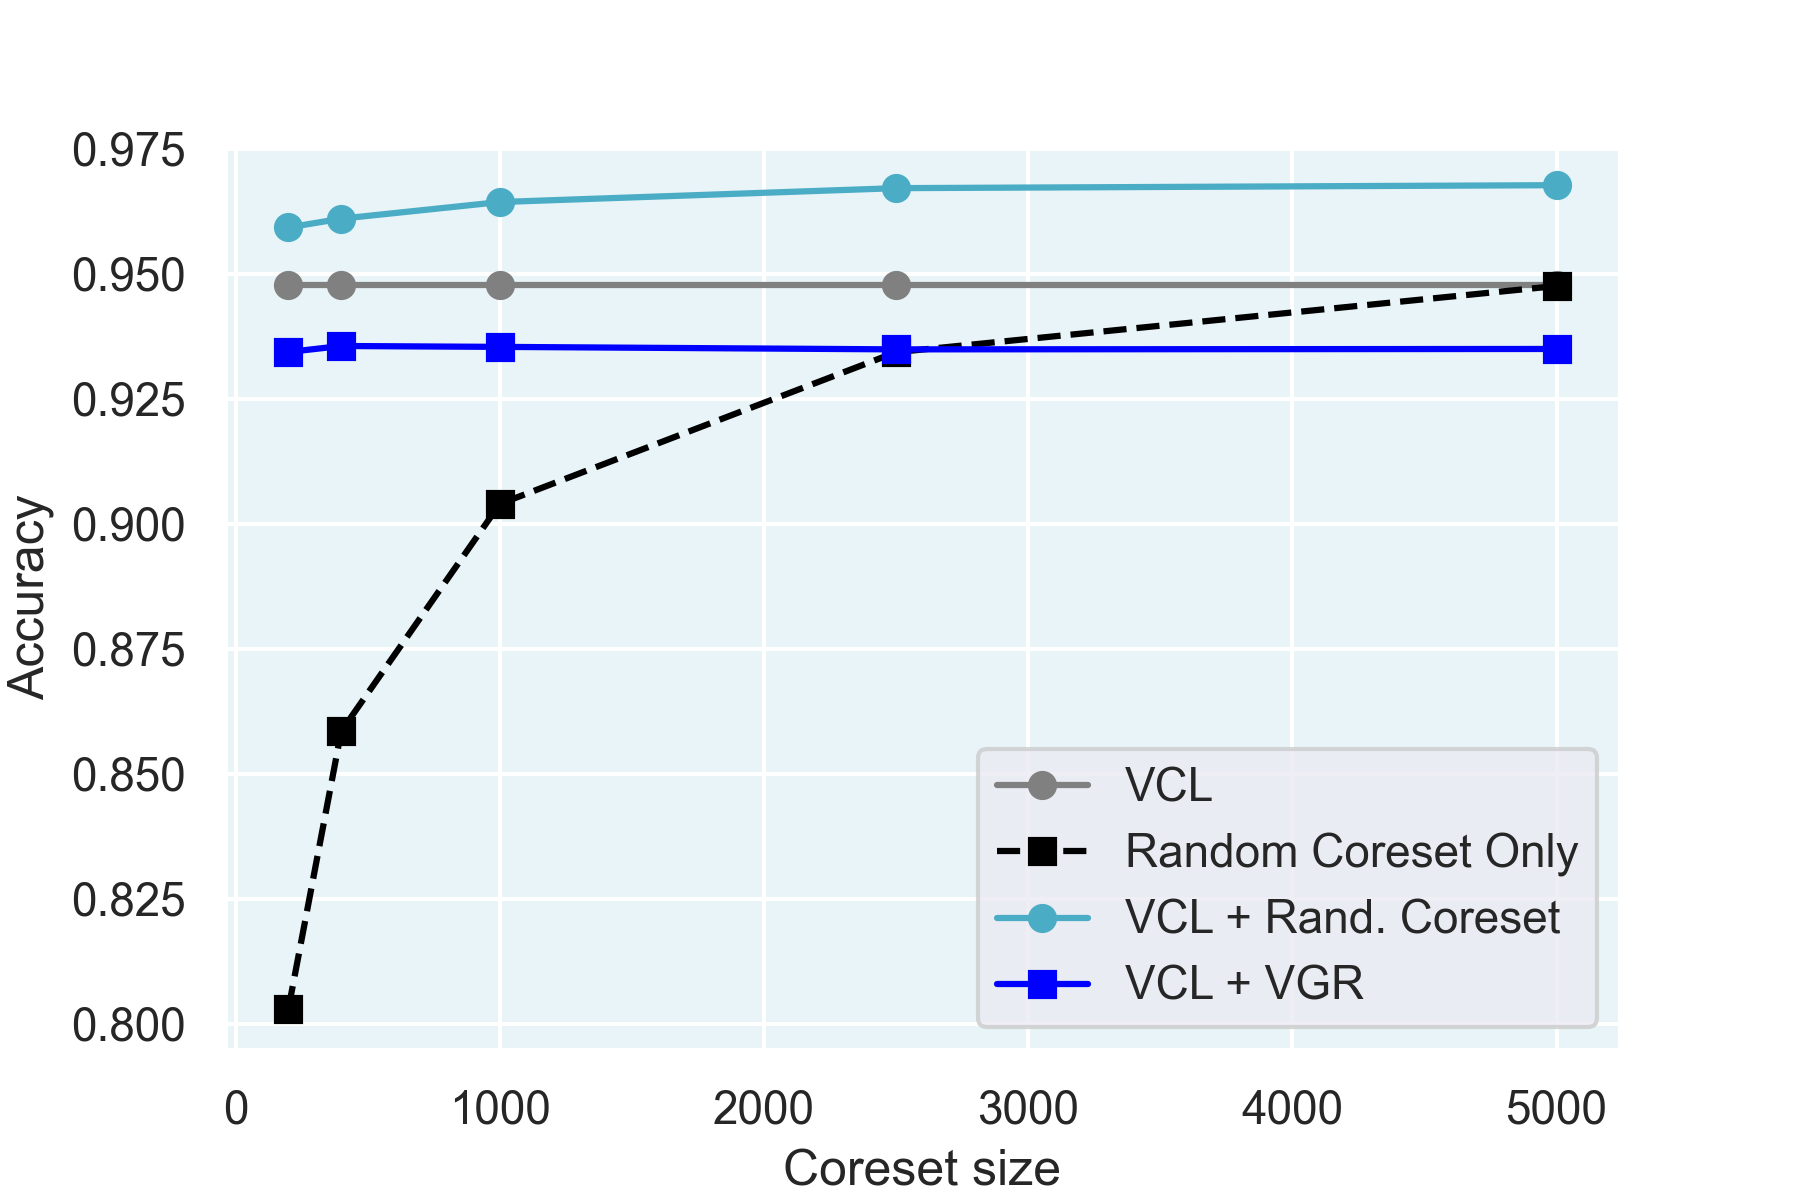 0.975
0.950
0.925
0.900
0.875
0.850
0.825
0.800
Accuracy
VCL
Random Coreset Only
VCL + Rand. Coreset
VCL + VGR
0 1000 2000 3000 4000 5000
Coreset size